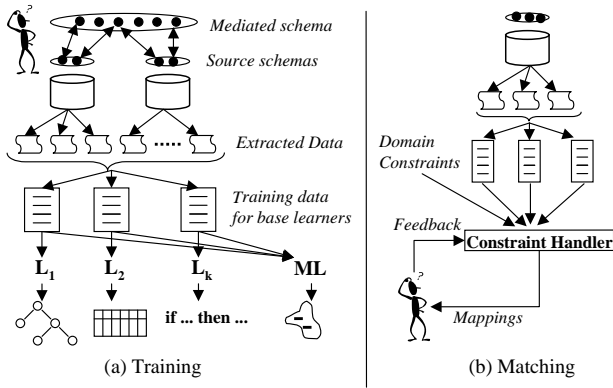 ?
Mediated schema
Source schemas
Extracted Data
Training data
for base learners
L1 L2 Lk ML
if ... then ...
(a) Training
Domain
Constraints
Feedback
Constraint Handler
?
Mappings
(b) Matching